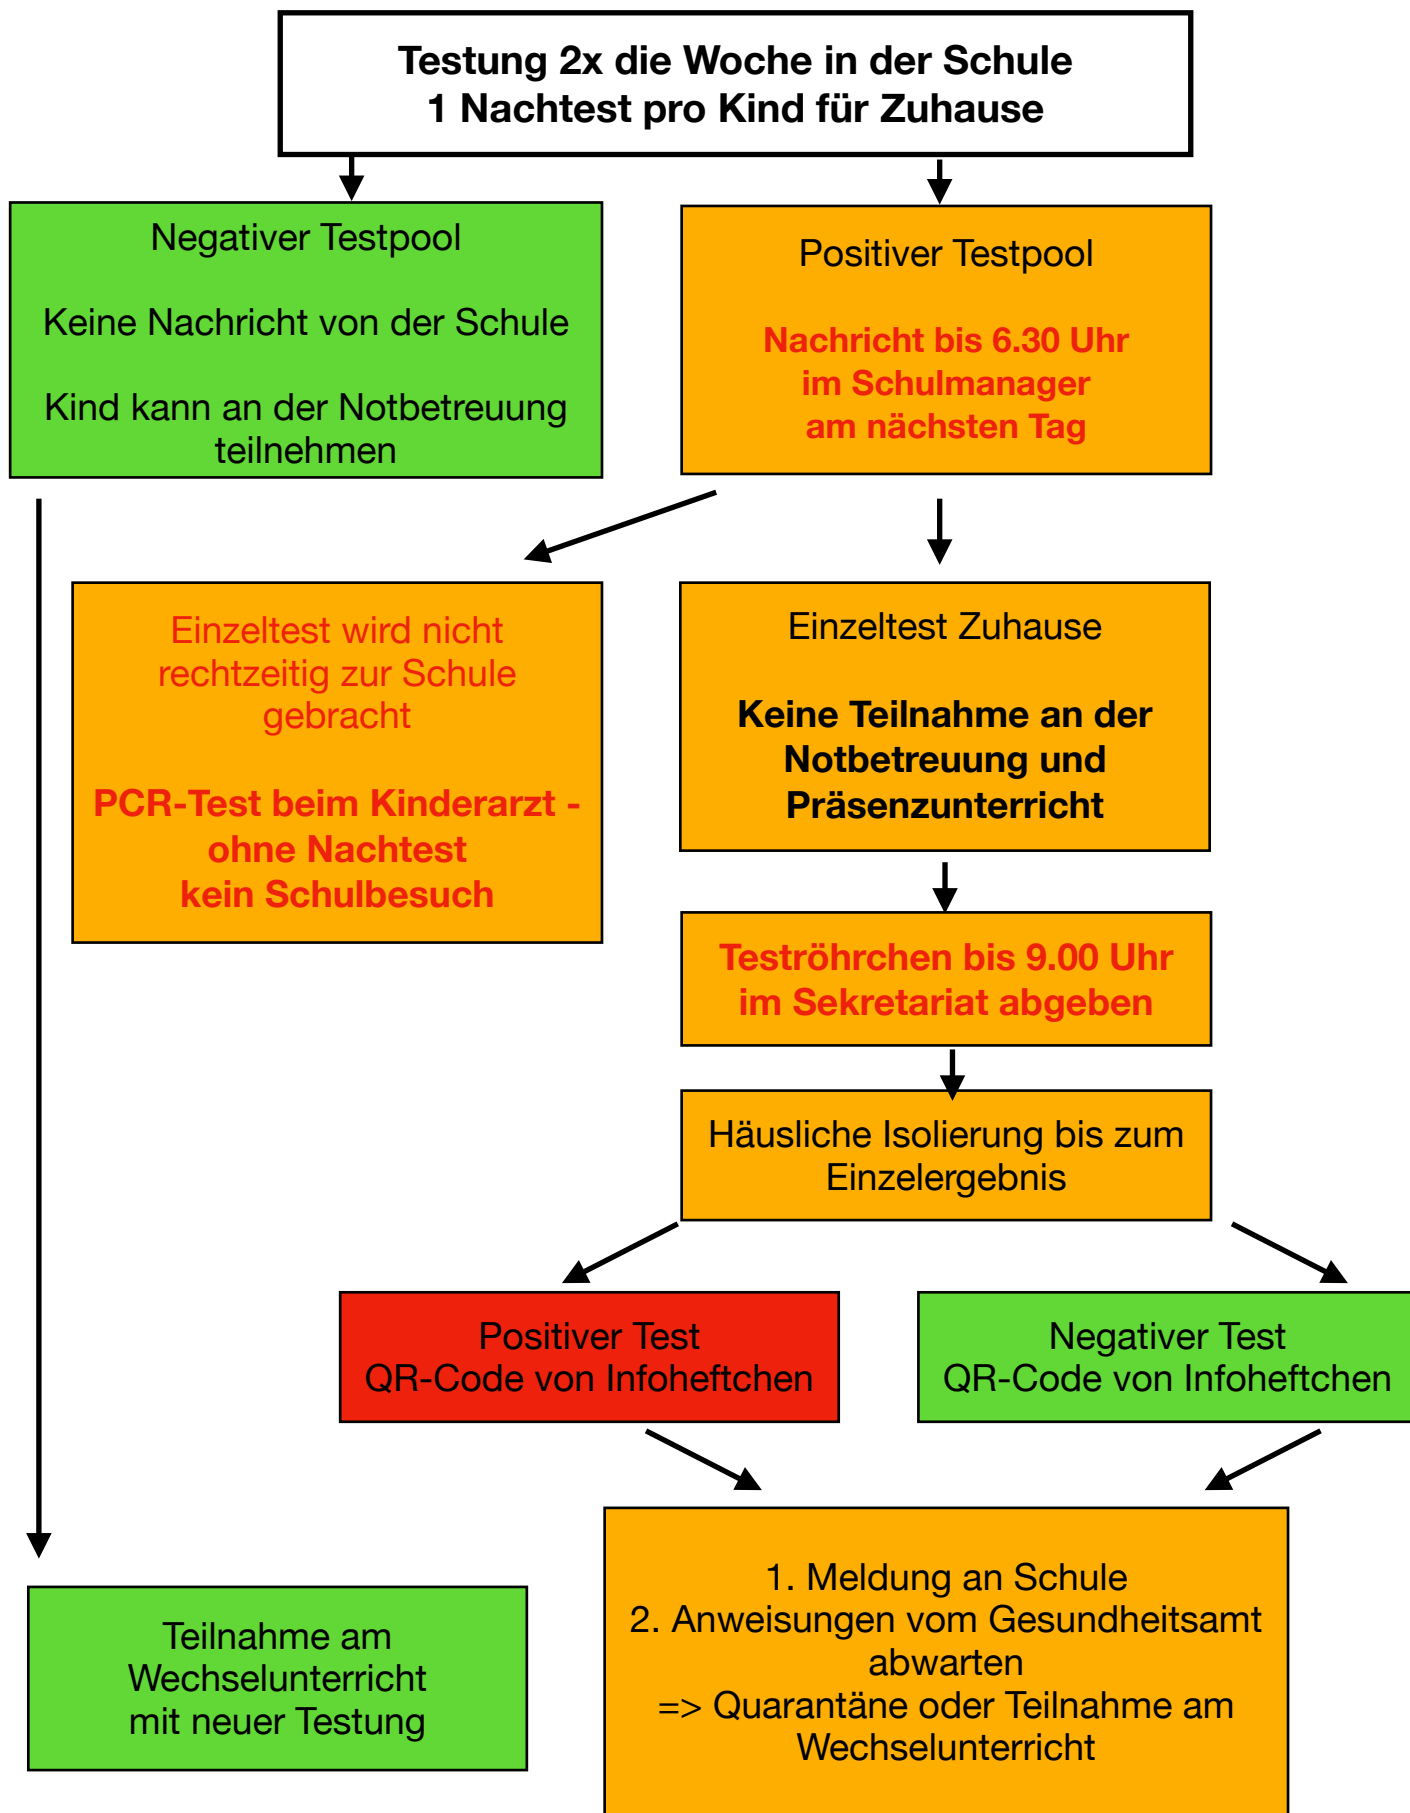 Testung 2x die Woche in der Schule
1 Nachtest pro Kind für Zuhause
Negativer Testpool
Keine Nachricht von der Schule
Kind kann an der Notbetreuung
teilnehmen
Positiver Testpool
Nachricht bis 6.30 Uhr
im Schulmanager
am nächsten Tag
Einzeltest wird nicht
rechtzeitig zur Schule
gebracht
PCR-Test beim Kinderarzt -
ohne Nachtest
kein Schulbesuch
Einzeltest Zuhause
Keine Teilnahme an der
Notbetreuung und
Präsenzunterricht
Teströhrchen bis 9.00 Uhr
im Sekretariat abgeben
Häusliche Isolierung bis zum
Einzelergebnis
Positiver Test
QR-Code von Infoheftchen
Negativer Test
QR-Code von Infoheftchen
Teilnahme am
Wechselunterricht
mit neuer Testung
1. Meldung an Schule
2. Anweisungen vom Gesundheitsamt
abwarten
=> Quarantäne oder Teilnahme am
Wechselunterricht